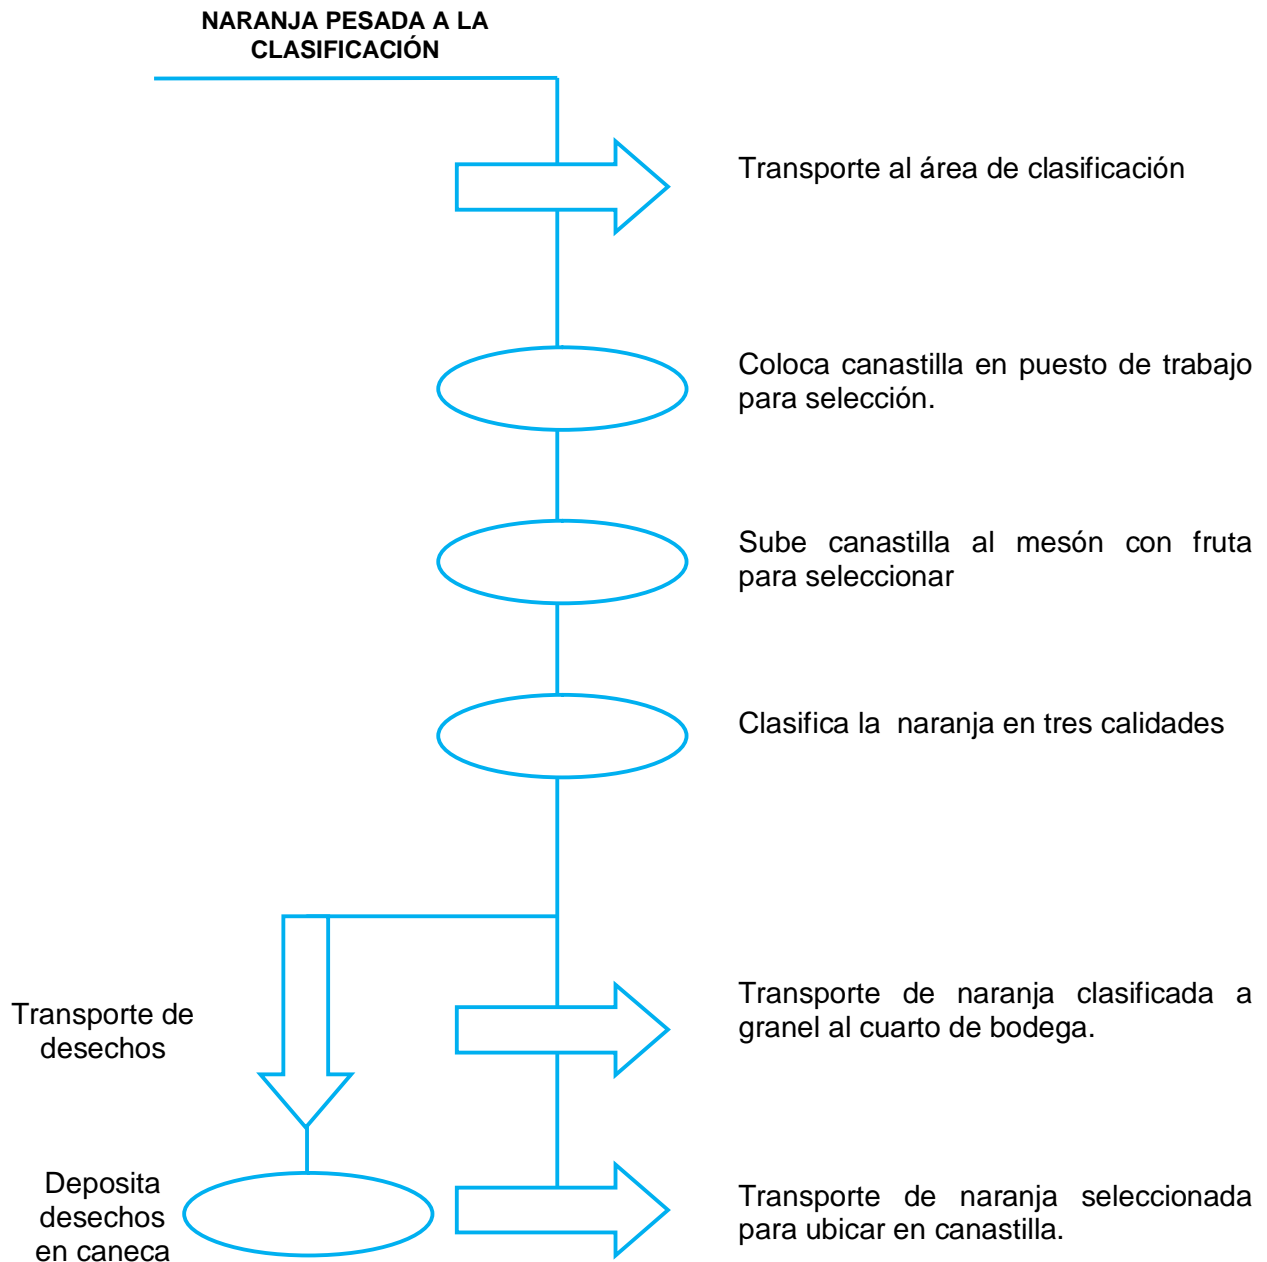 NARANJA PESADA A LA
CLASIFICACIÓN
Transporte al área de clasificación
Coloca canastilla en puesto de trabajo
para selección.
Sube canastilla al mesón con fruta
para seleccionar
Clasifica la naranja en tres calidades
Transporte de
desechos
Transporte de naranja clasificada a
granel al cuarto de bodega.
Deposita
desechos
en caneca
Transporte de naranja seleccionada
para ubicar en canastilla.